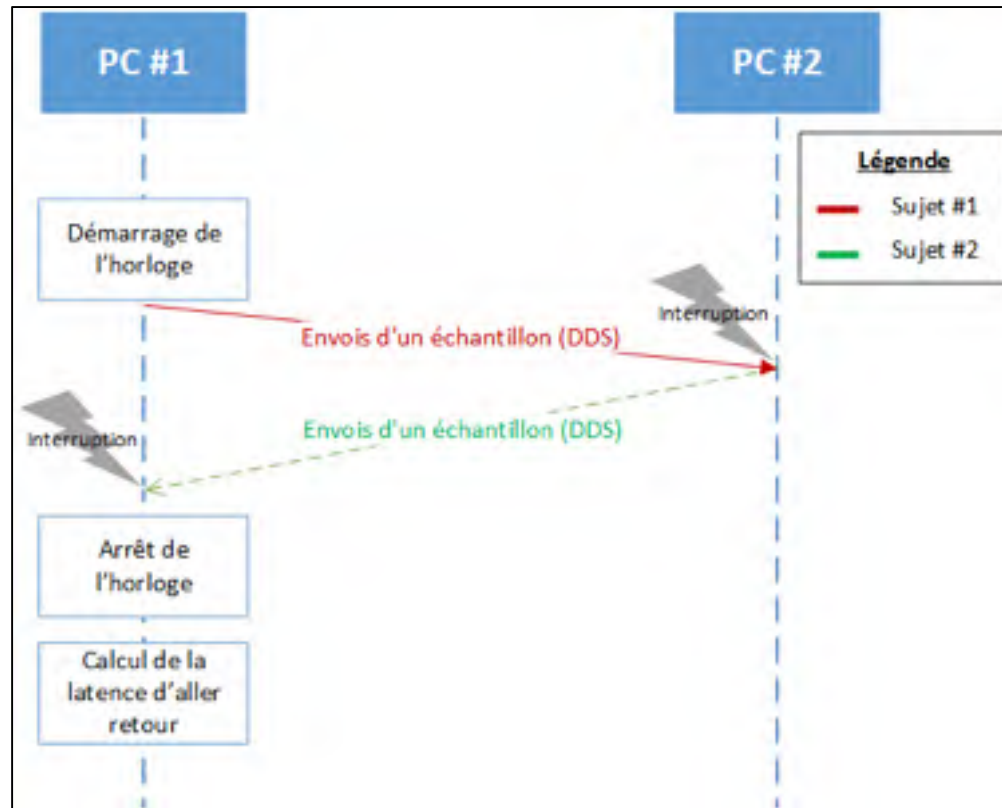 PC #1
PC #2
Légende
Sujet #1
Sujet #2
Démarrage de
l'horloge
Interruption
Envois d'un échantillon (DDS)
Envois d'un échantillon (DDS)
Interruption
Arrêt de
l'horloge
Calcul de la
latence d'aller
retour